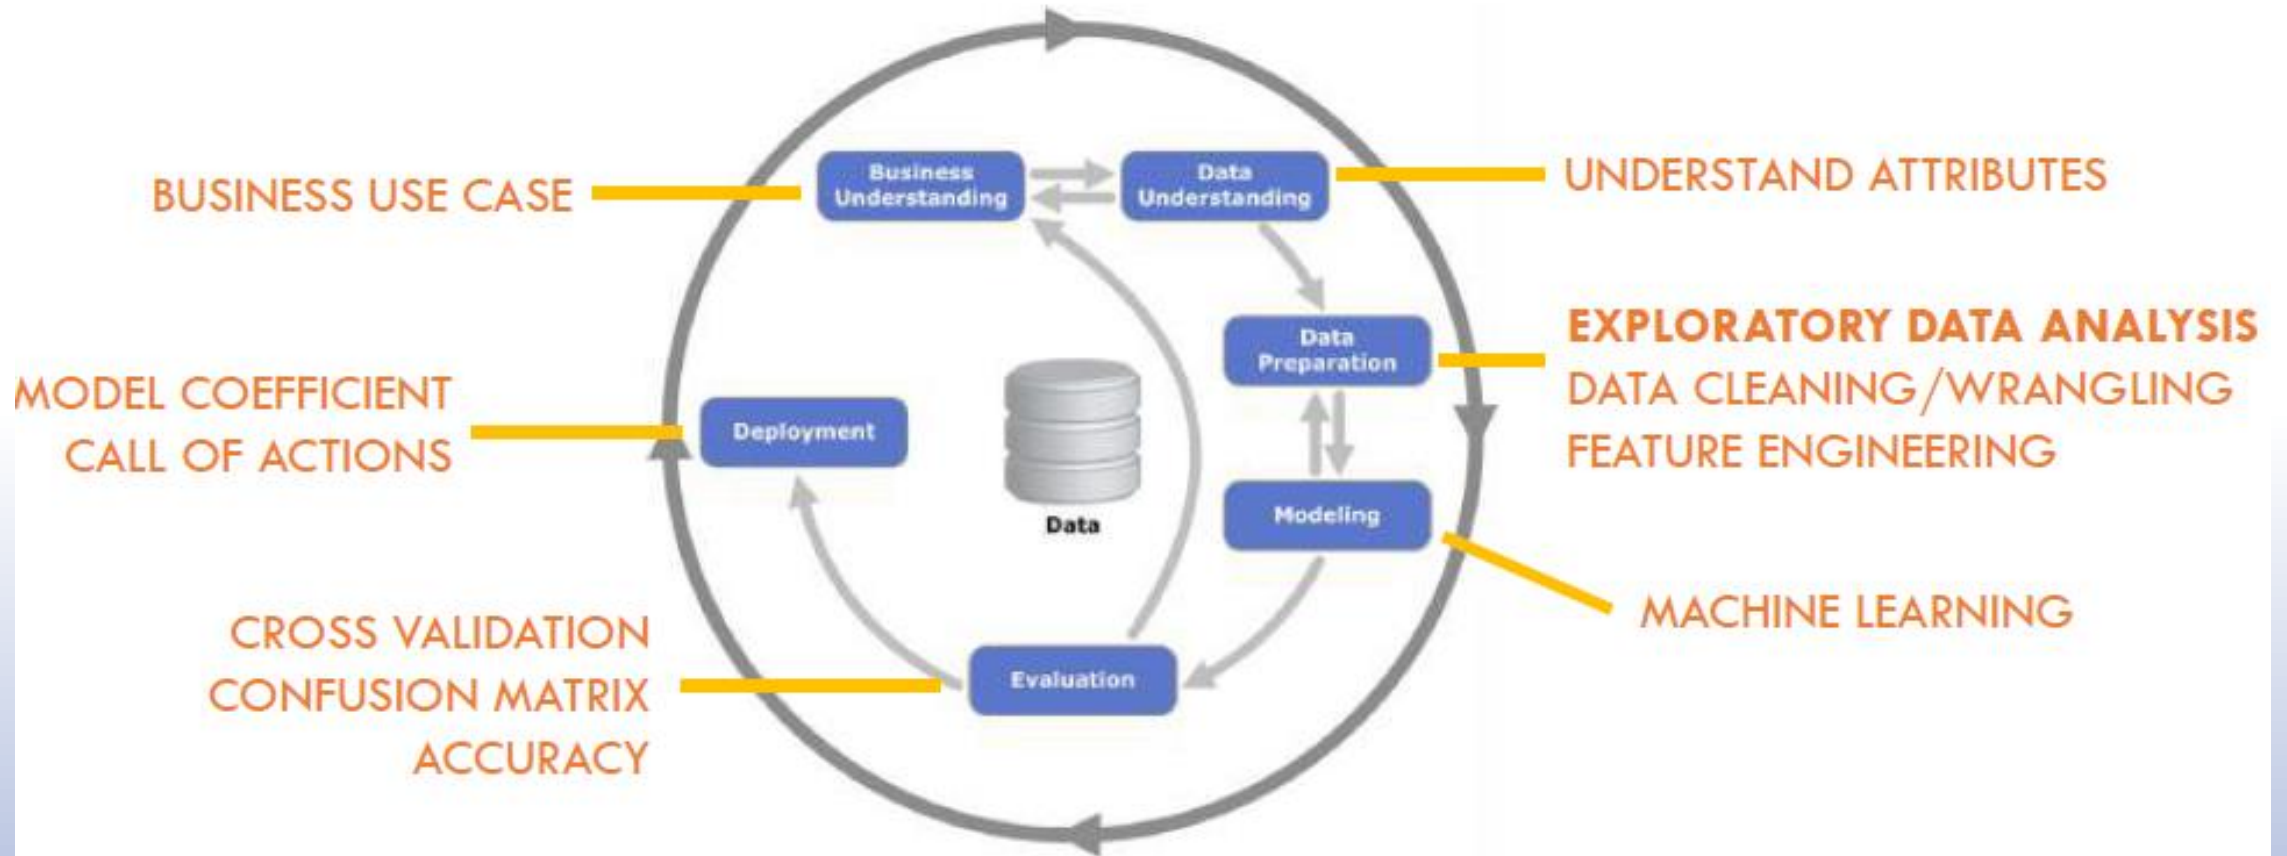 BUSINESS USE CASE
Business
Understanding
Data
Understanding
UNDERSTAND ATTRIBUTES
Data
Preparation
EXPLORATORY DATA ANALYSIS
DATA CLEANING/WRANGLING
FEATURE ENGINEERING
MODEL COEFFICIENT
CALL OF ACTIONS
Deployment
Data
Modeling
MACHINE LEARNING
CROSS VALIDATION
CONFUSION MATRIX
ACCURACY
Evaluation